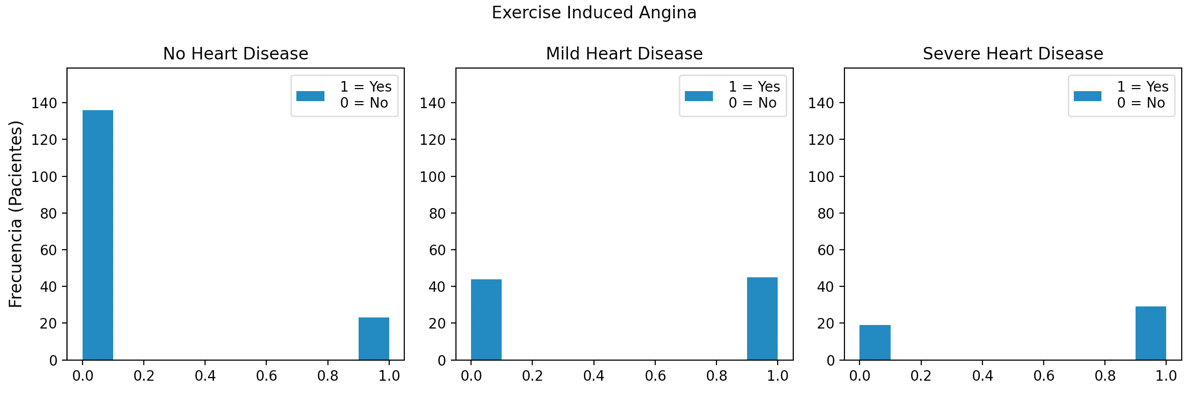 Exercise Induced Angina
No Heart Disease
Frecuencia (Pacientes)
140
120
100
80
60
40
20
0
0.0 0.2 0.4 0.6 0.8 1.0
1 = Yes
0 = No
Mild Heart Disease
140
120
100
80
60
40
20
0
0.0 0.2 0.4 0.6 0.8 1.0
1 = Yes
0 = No
Severe Heart Disease
140
120
100
80
60
40
20
0
0.0 0.2 0.4 0.6 0.8 1.0
1 = Yes
0 = No